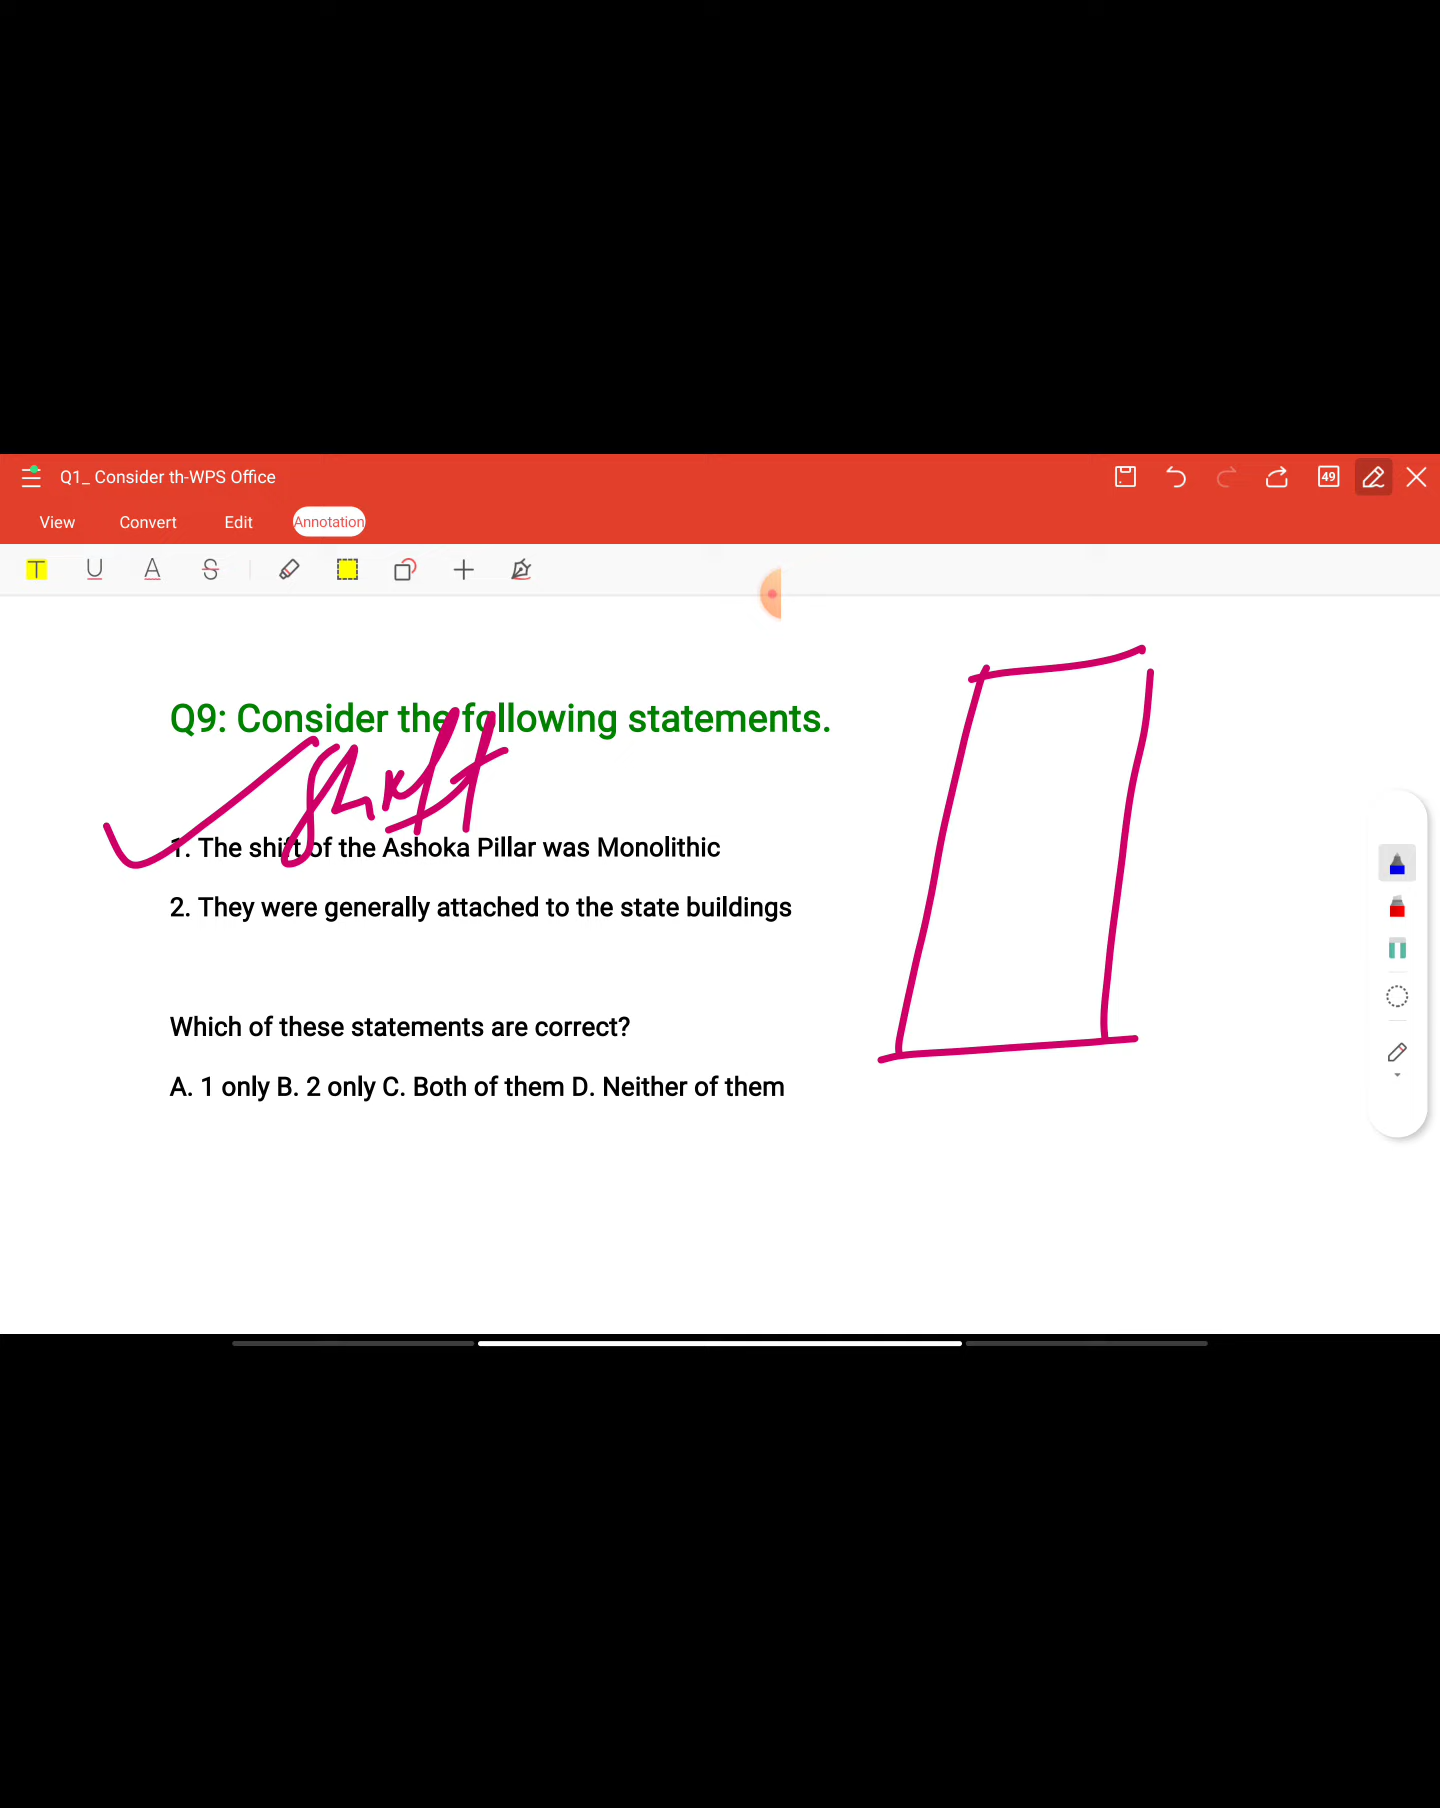 Q1_ Consider th-WPS Office
49
View Convert Edit Annotation
T U A S
Q9: Consider the following statements.
shaft
1. The shift of the Ashoka Pillar was Monolithic
2. They were generally attached to the state buildings
Which of these statements are correct?
A. 1 only B. 2 only C. Both of them D. Neither of them